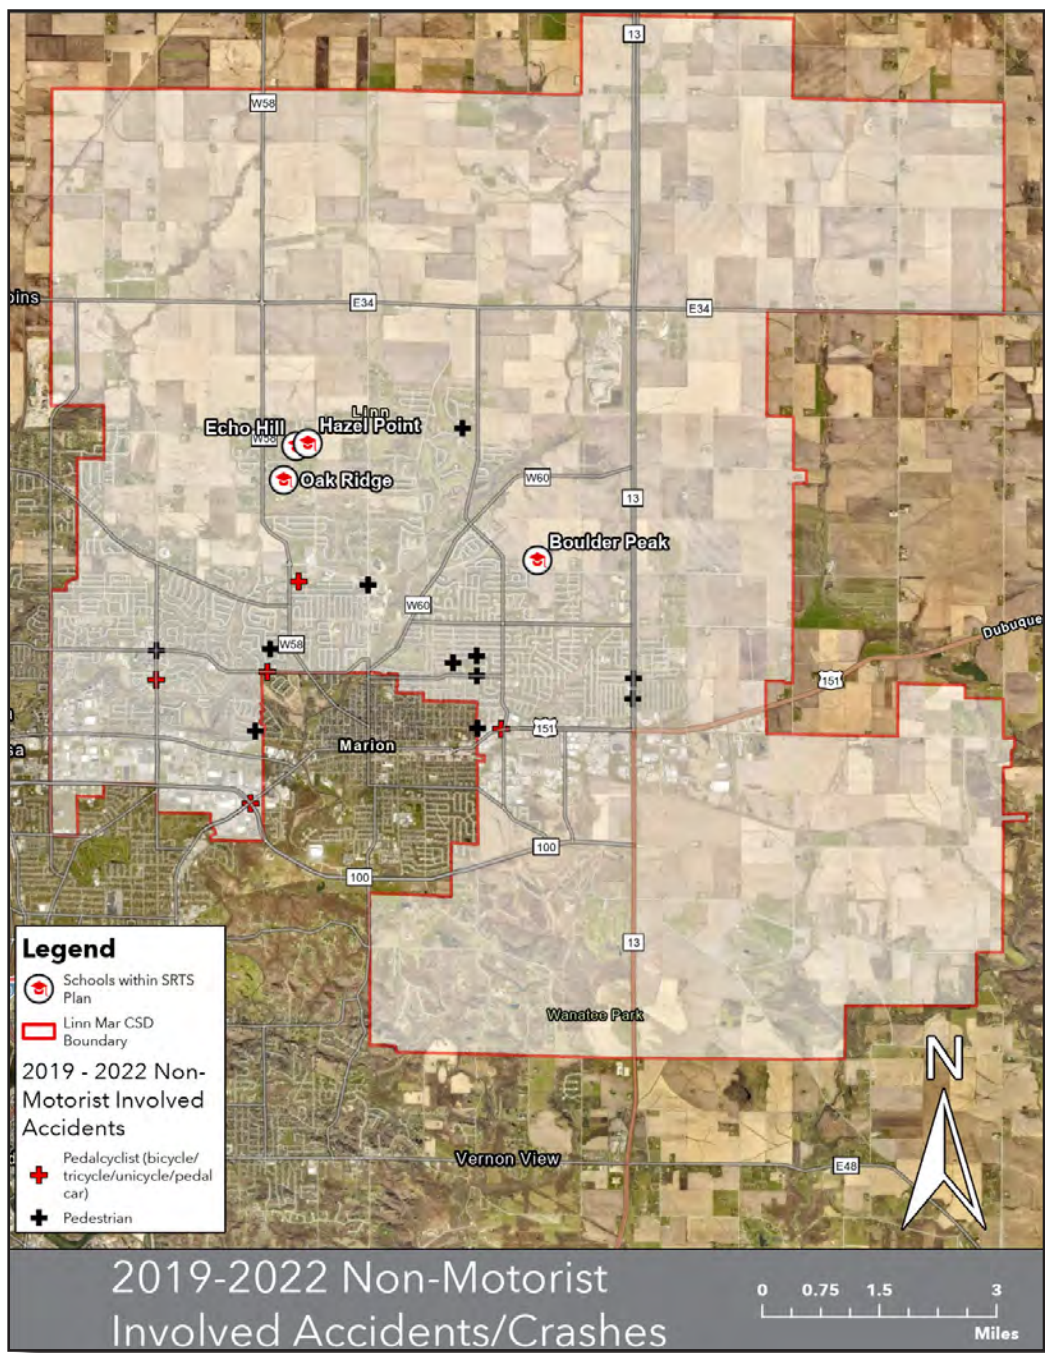 13
W58
bins
E34
E34
Linn
Echo Hill
Hazel Point
W58
Oak Ridge
W60
13
Boulder Peak
W60
Dubuque
W58
151
151
Marion
sa
100
100
13
Wanatee Park
Legend
Schools within SRTS
Plan
Linn Mar CSD
Boundary
2019 - 2022 Non-
Motorist Involved
Accidents
Pedalcyclist (bicycle/
tricycle/unicycle/pedal
car)
Pedestrian
N
Vernon View
E48
2019-2022 Non-Motorist
Involved Accidents/Crashes
0 0.75 1.5 3
Miles